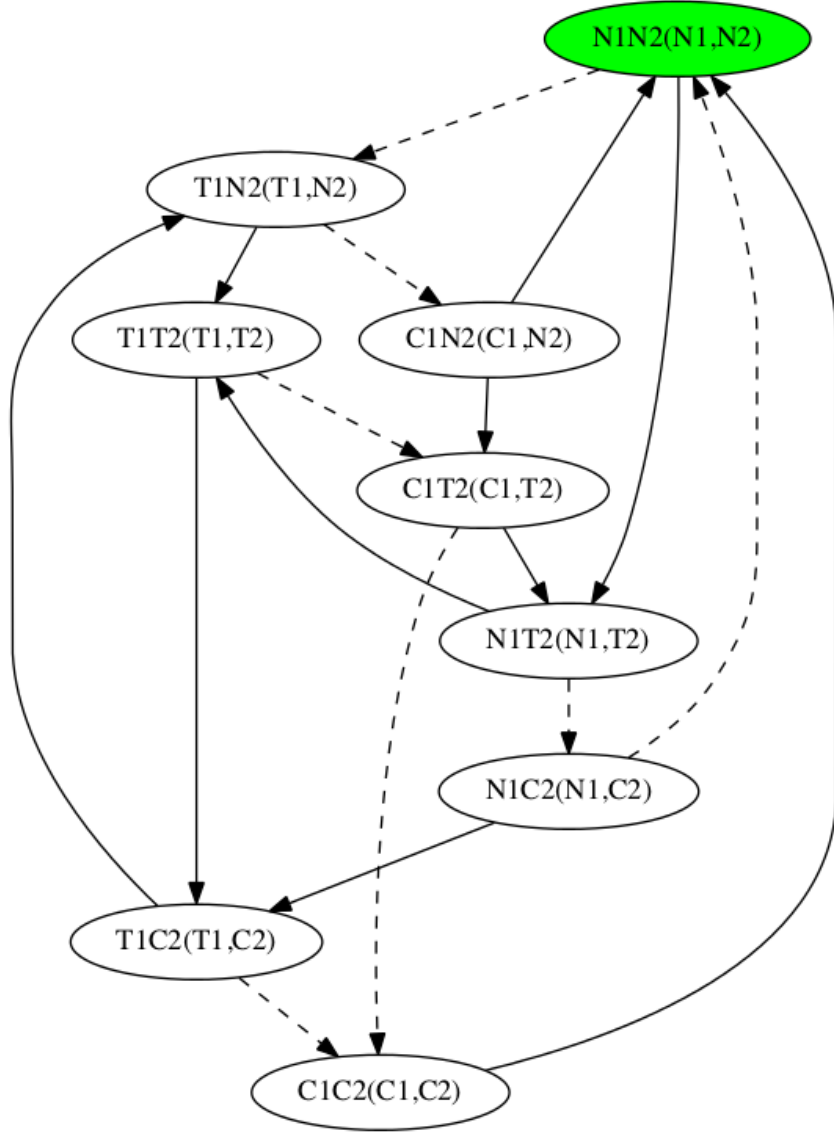 N1N2(N1,N2)
T1N2(T1,N2)
T1T2(T1,T2)
C1N2(C1,N2)
C1T2(C1,T2)
N1T2(N1,T2)
N1C2(N1,C2)
T1C2(T1,C2)
C1C2(C1,C2)